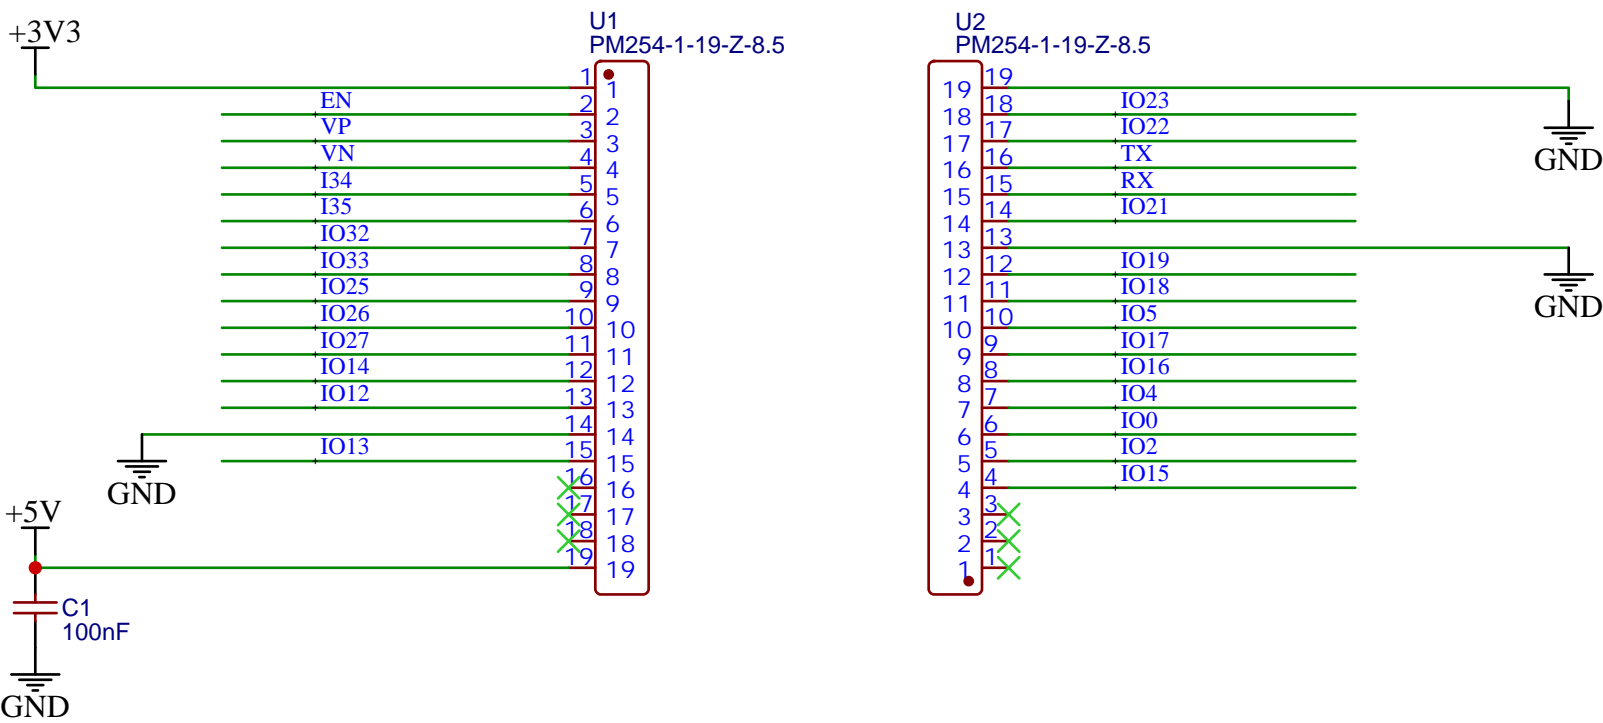 +3V3
U1
PM254-1-19-Z-8.5
1 1
EN 2 2
VP 3 3
VN 4 4
I34 5 5
I35 6 6
IO32 7 7
IO33 8 8
IO25 9 9
IO26 10 10
IO27 11 11
IO14 12 12
IO12 13 13
14 14
GND
IO13 15 15
16 16
17 17
18 18
19 19
+5V
C1
100nF
GND
U2
PM254-1-19-Z-8.5
19 19
GND
18 18 IO23
17 17 IO22
16 16 TX
15 15 RX
14 14 IO21
13 13
GND
12 12 IO19
11 11 IO18
10 10 IO5
9 9 IO17
8 8 IO16
7 7 IO4
6 6 IO0
5 5 IO2
4 4 IO15
3 3
2 2
1 1